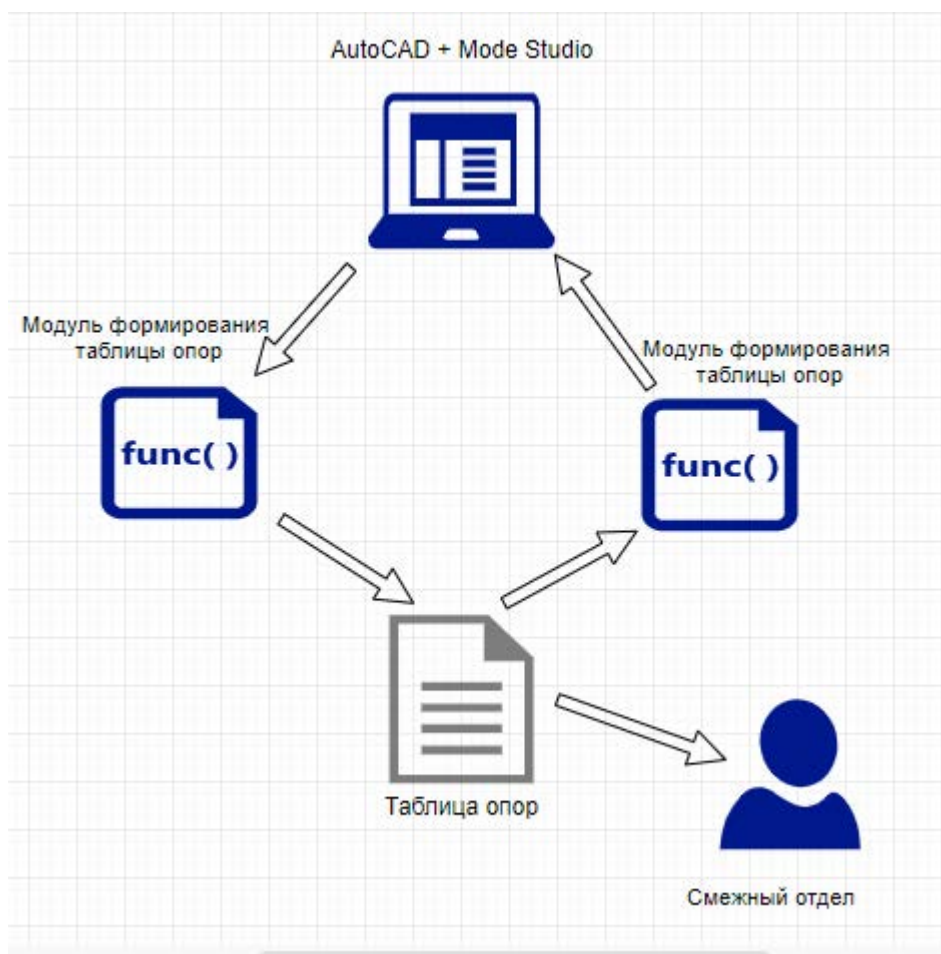 AutoCAD + Mode Studio
Модуль формирования
таблицы опор
func( )
Модуль формирования
таблицы опор
func( )
Таблица опор
Смежный отдел